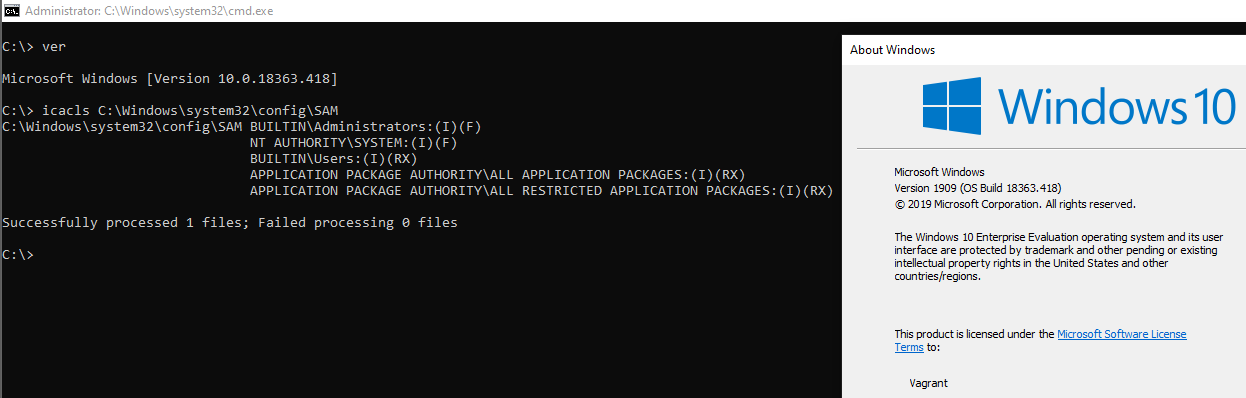 Administrator: C:\Windows\system32\cmd.exe
C:\> ver
Microsoft Windows [Version 10.0.18363.418]
C:\> icacls C:\Windows\system32\config\SAM
C:\Windows\system32\config\SAM BUILTIN\Administrators:(I)(F)
NT AUTHORITY\SYSTEM:(I)(F)
BUILTIN\Users:(I)(RX)
APPLICATION PACKAGE AUTHORITY\ALL APPLICATION PACKAGES:(I)(RX)
APPLICATION PACKAGE AUTHORITY\ALL RESTRICTED APPLICATION PACKAGES:(I)(RX)
Successfully processed 1 files; Failed processing 0 files
C:\>
About Windows
Windows 10
Microsoft Windows
Version 1909 (OS Build 18363.418)
© 2019 Microsoft Corporation. All rights reserved.
The Windows 10 Enterprise Evaluation operating system and its user
interface are protected by trademark and other pending or existing
intellectual property rights in the United States and other
countries/regions.
This product is licensed under the Microsoft Software License
Terms to:
Vagrant